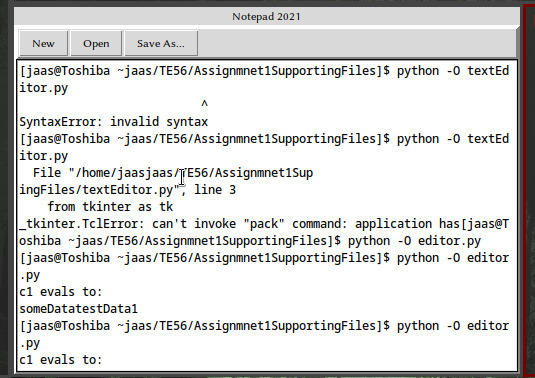 Notepad 2021
New Open Save As...
[jaas@Toshiba ~jaas/TE56/Assignmnet1SupportingFiles]$ python -O textEd
itor.py
^
SyntaxError: invalid syntax
[jaas@Toshiba ~jaas/TE56/Assignmnet1SupportingFiles]$ python -O textEd
itor.py
File "/home/jaasjaas/TE56/Assignmnet1Sup
ingFiles/textEditor.py", line 3
from tkinter as tk
_tkinter.TclError: can't invoke "pack" command: application has[jaas@T
oshiba ~jaas/TE56/Assignmnet1SupportingFiles]$ python -O editor.py
[jaas@Toshiba ~jaas/TE56/Assignmnet1SupportingFiles]$ python -O editor
.py
c1 evals to:
someDatatestData1
[jaas@Toshiba ~jaas/TE56/Assignmnet1SupportingFiles]$ python -O editor
.py
c1 evals to: